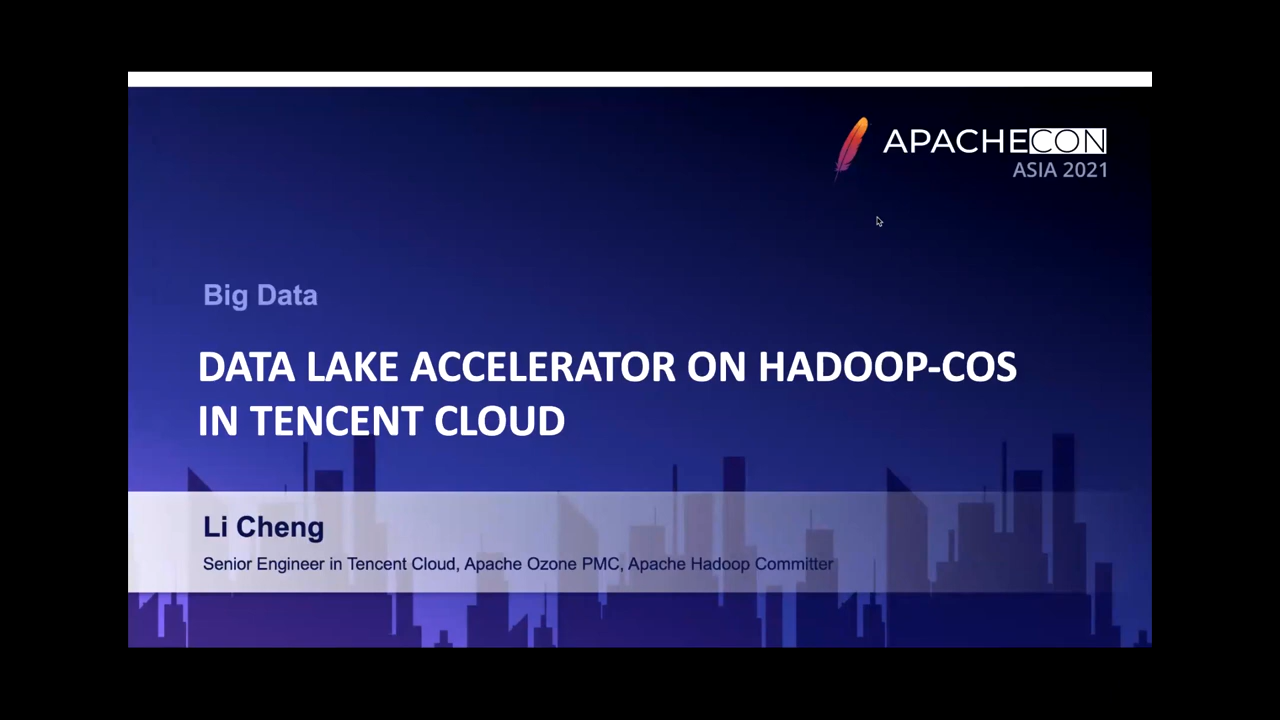 APACHECON
ASIA 2021
Big Data
DATA LAKE ACCELERATOR ON HADOOP-COS
IN TENCENT CLOUD
Li Cheng
Senior Engineer in Tencent Cloud, Apache Ozone PMC, Apache Hadoop Committer